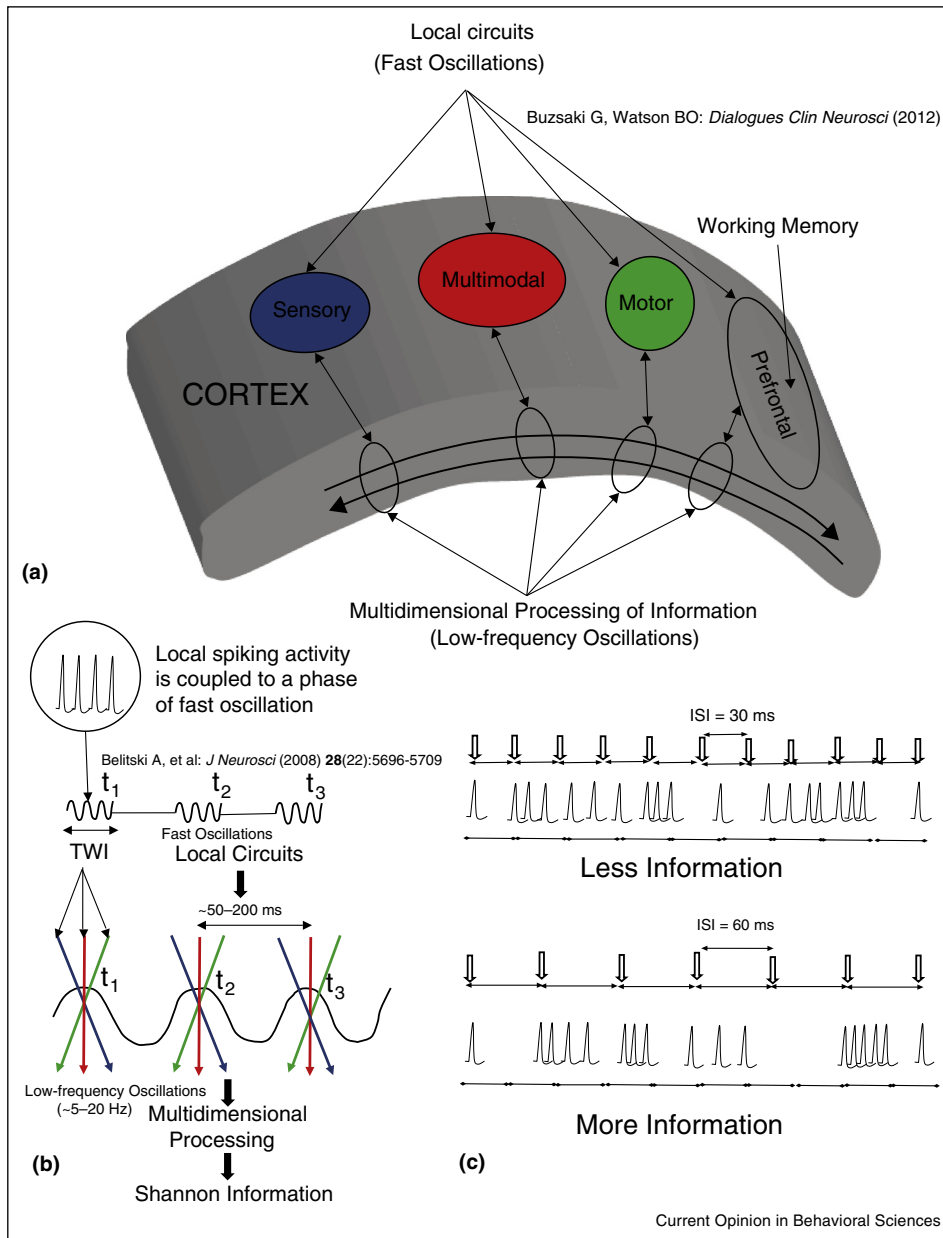 Local circuits
(Fast Oscillations)
Buzsaki G, Watson BO: Dialogues Clin Neurosci (2012)
Working Memory
Sensory
Multimodal
Motor
Prefrontal
CORTEX
(a)
Multidimensional Processing of Information
(Low-frequency Oscillations)
Local spiking activity
is coupled to a phase
of fast oscillation
Belitski A, et al: J Neurosci (2008) 28(22):5696-5709
t1
t2
t3
TWI
Fast Oscillations
Local Circuits
~50–200 ms
t1
t2
t3
Low-frequency Oscillations
(~5–20 Hz)
Multidimensional
Processing
(b)
Shannon Information
ISI = 30 ms
Less Information
ISI = 60 ms
More Information
(c)
Current Opinion in Behavioral Sciences